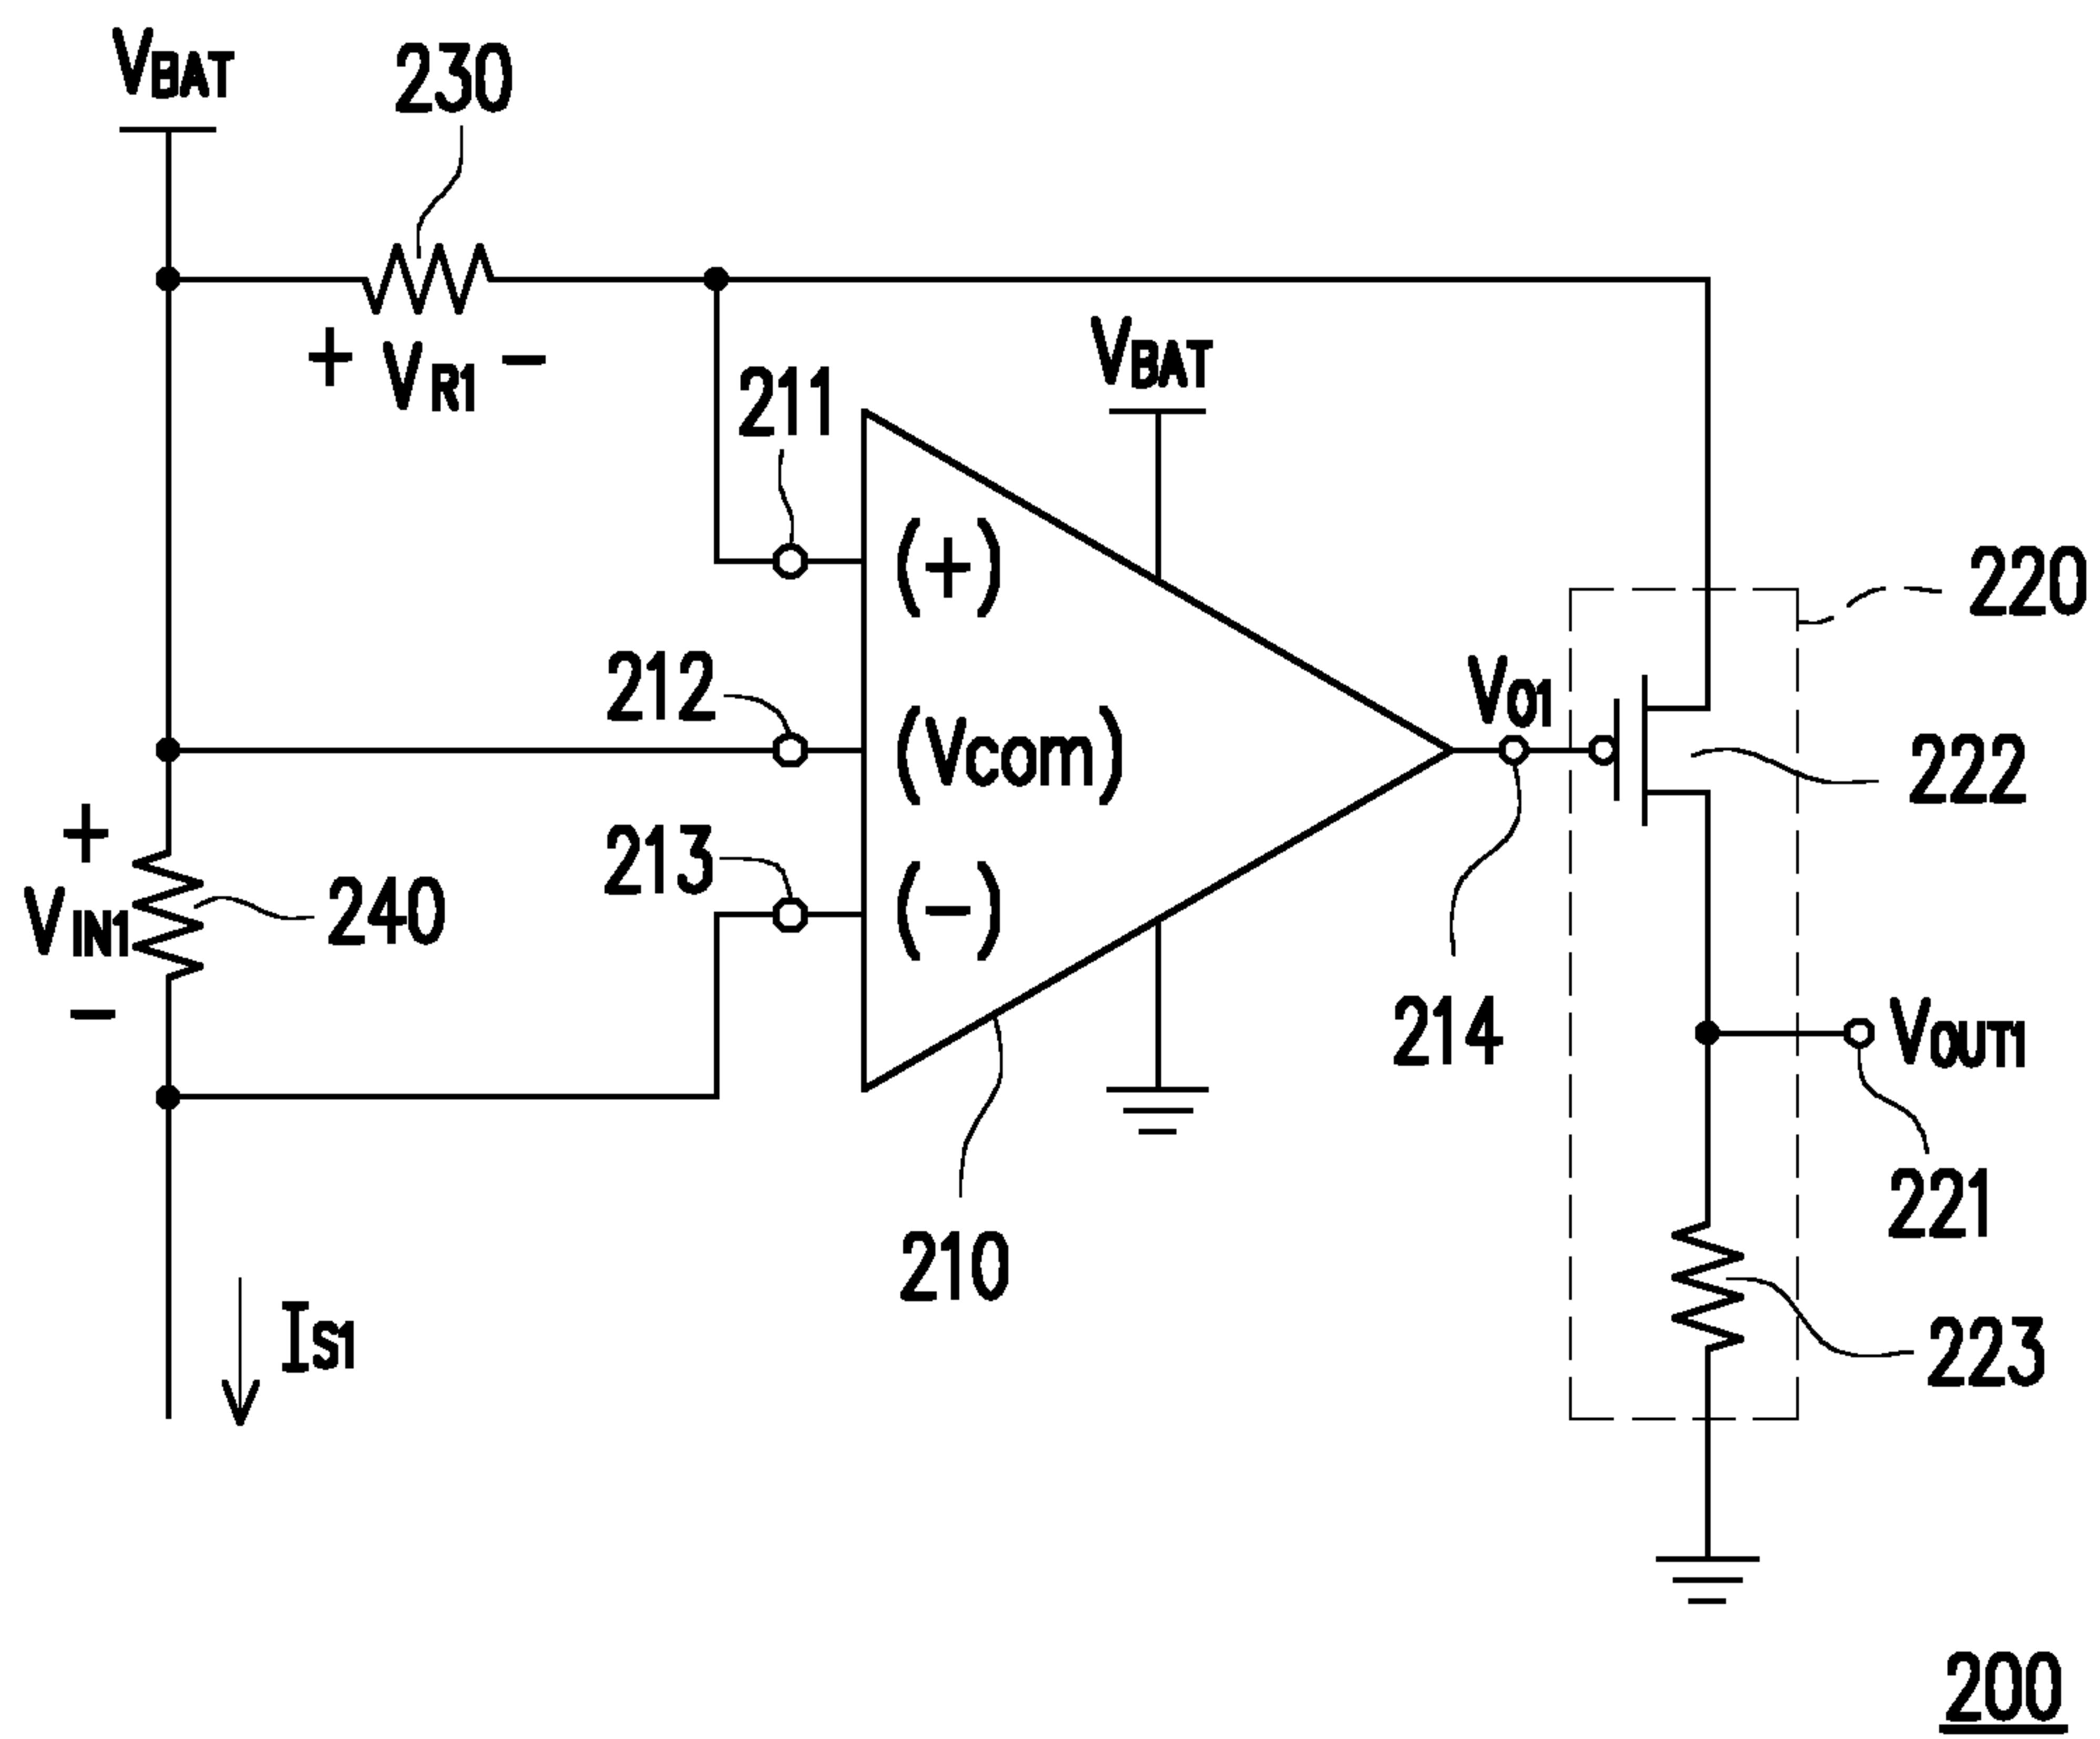 VBAT
230
+ VR1 −
VBAT
211
(+)
220
212
(Vcom)
VO1
222
+
VIN1
−
240
213
(−)
214
VOUT1
221
210
IS1
223
200